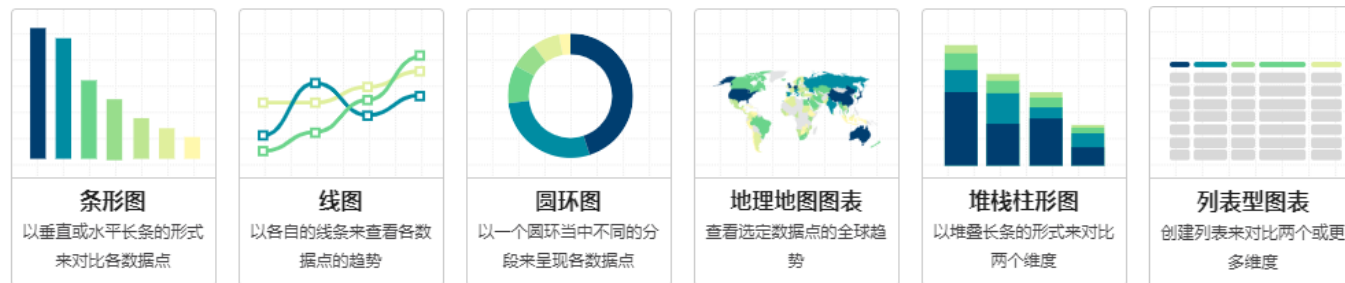 条形图
以垂直或水平长条的形式
来对比各数据点
线图
以各自的线条来查看各数
据点的趋势
圆环图
以一个圆环当中不同的分
段来呈现各数据点
地理地图图表
查看选定数据点的全球趋
势
堆栈柱形图
以堆叠长条的形式来对比
两个维度
列表型图表
创建列表来对比两个或更
多维度